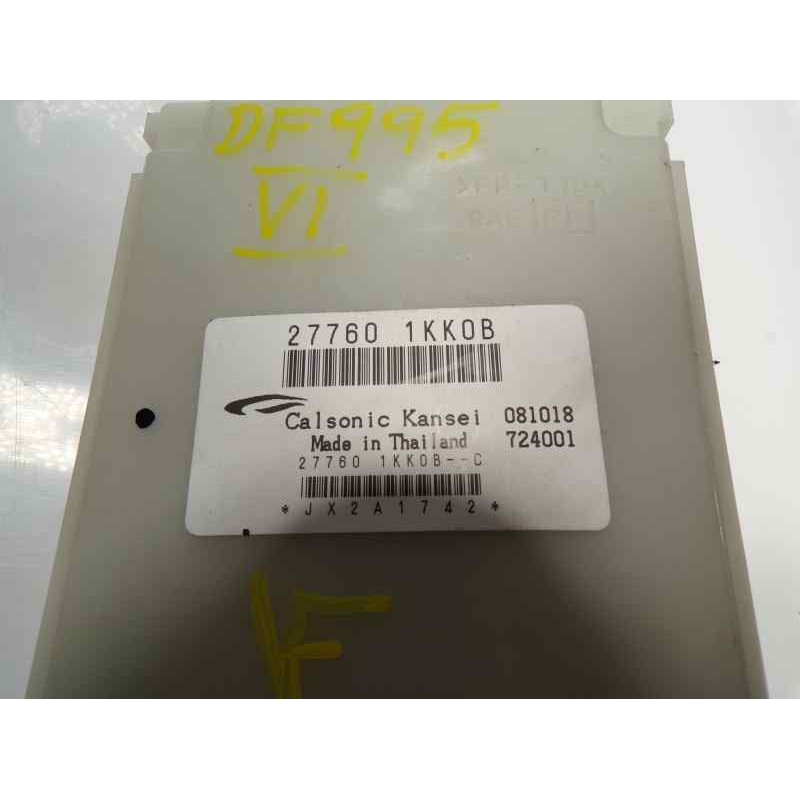 DF995
VI
27760 1KK0B
Calsonic Kansei 081018
Made in Thailand 724001
27760 1KK0B--C
*JX2A1742*
F